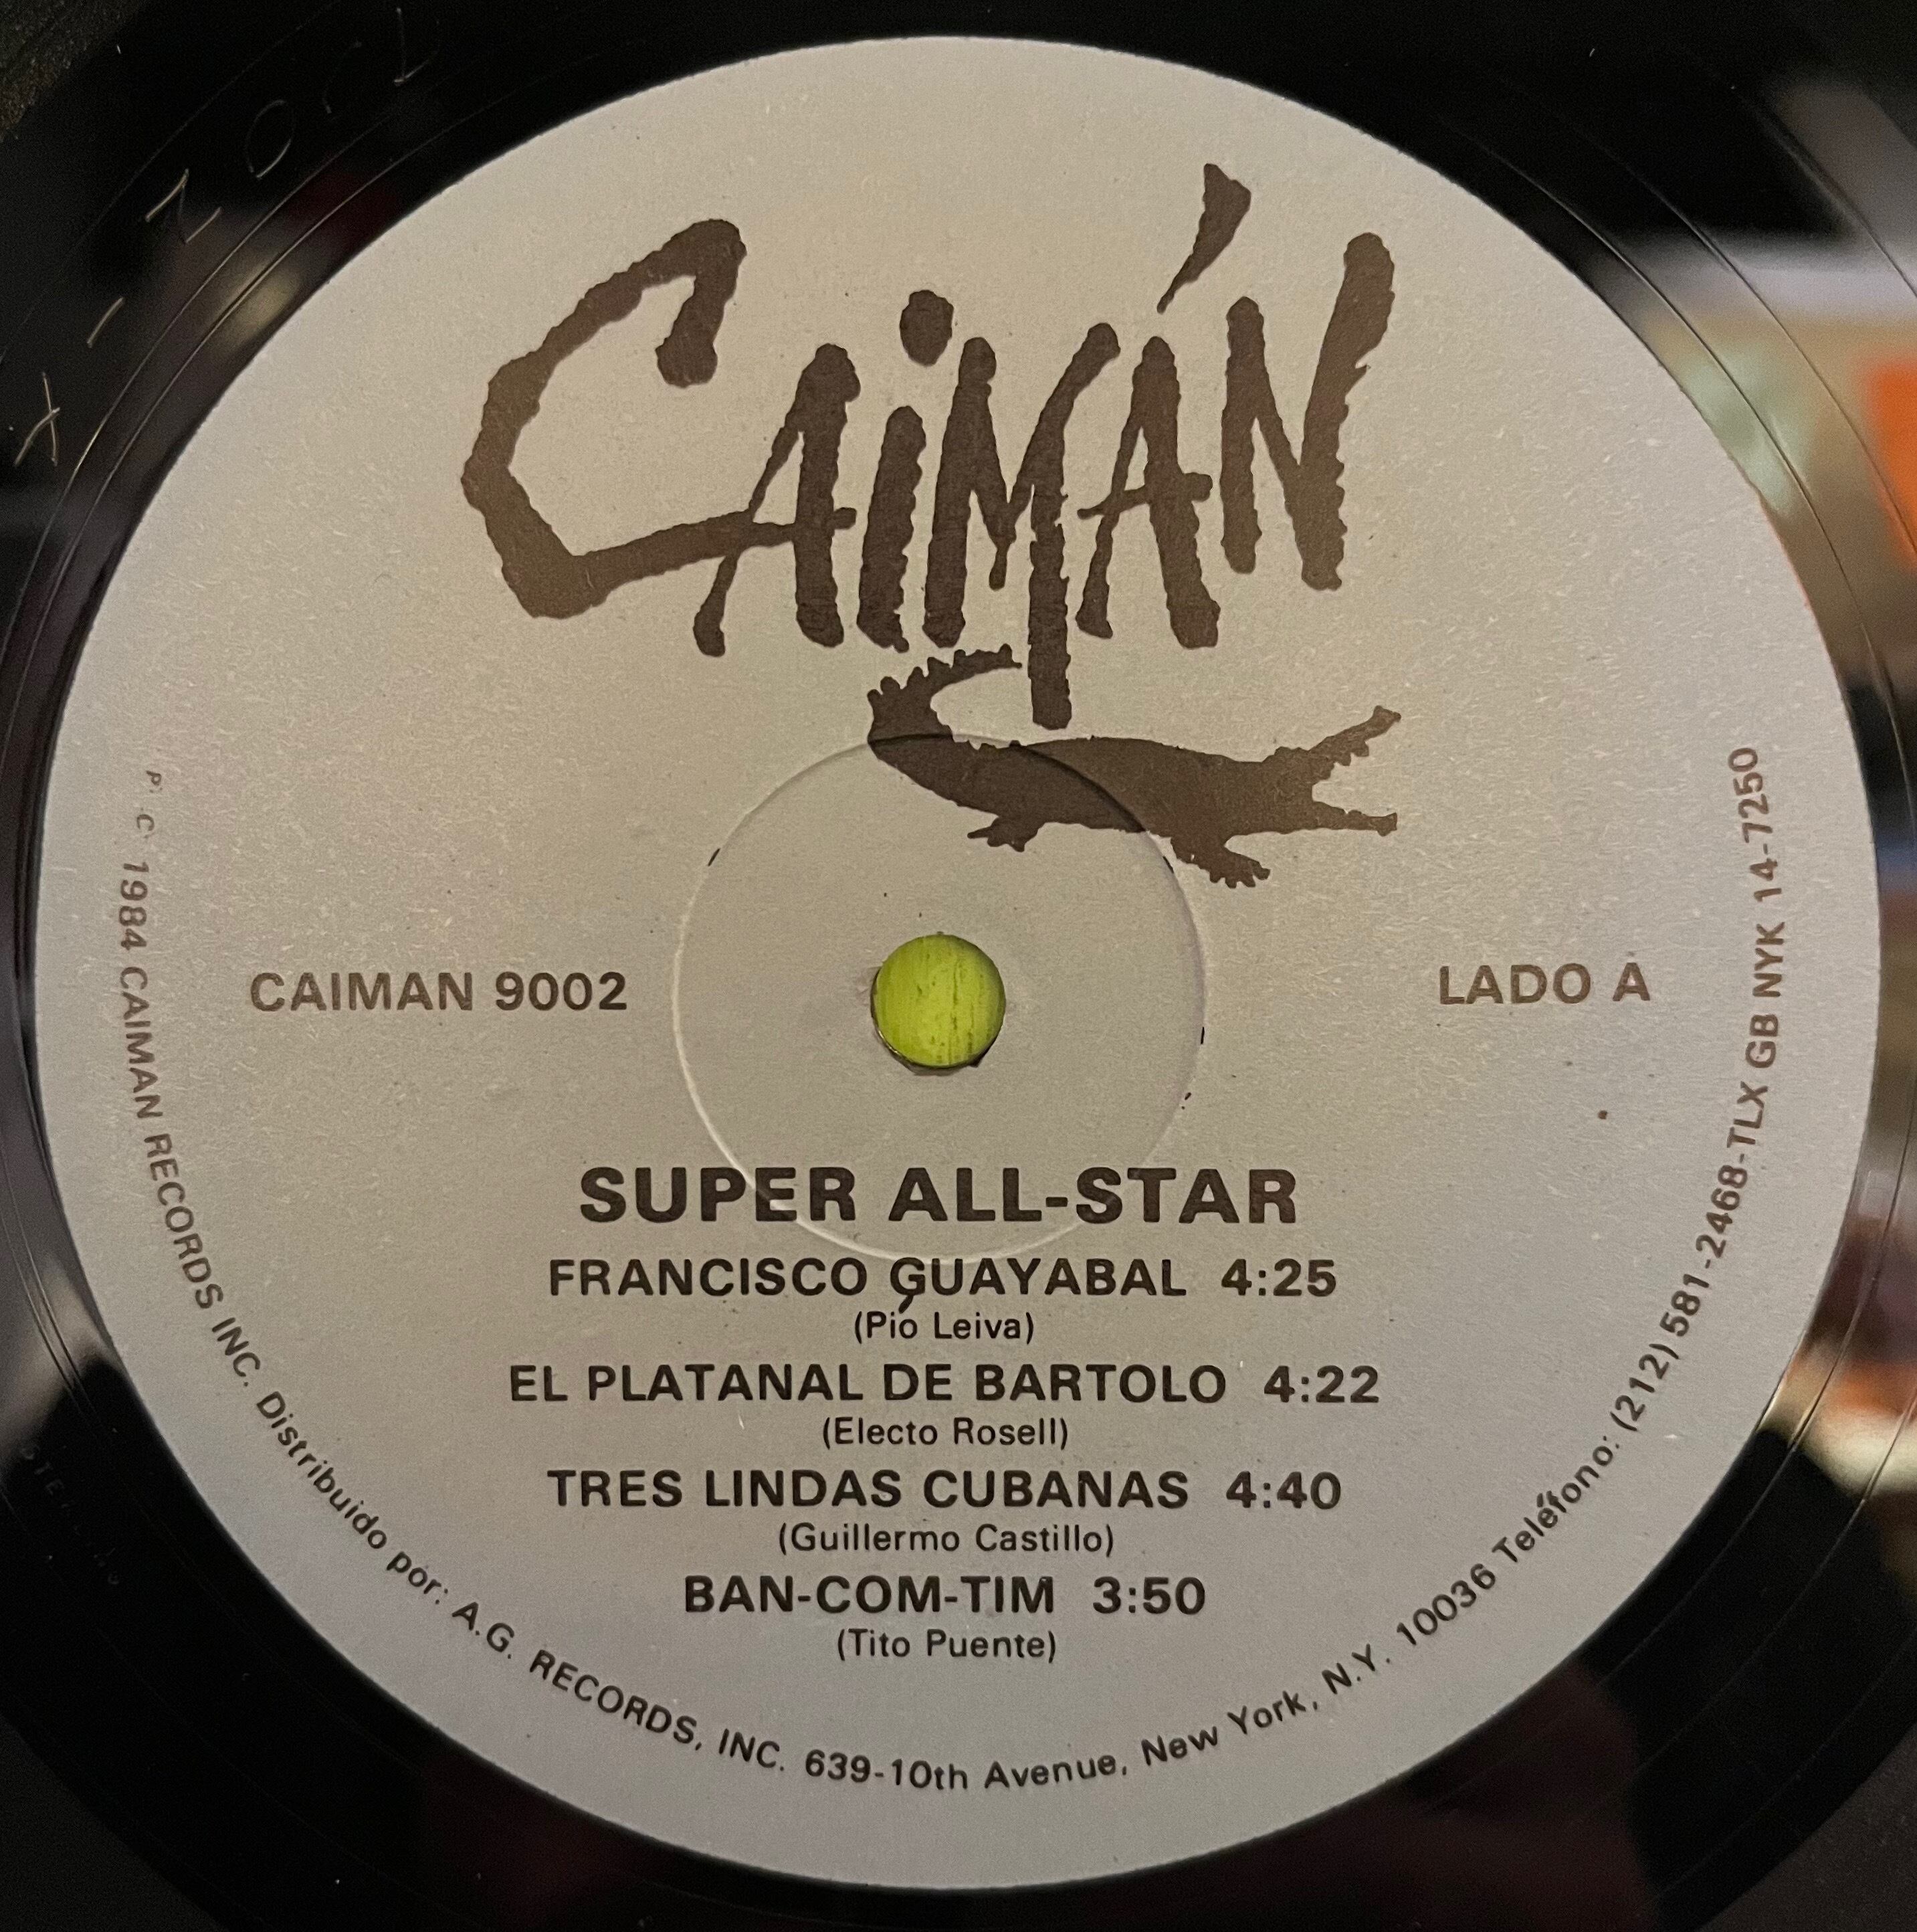 CAIMÁN
CAIMAN 9002
LADO A
SUPER ALL-STAR
FRANCISCO GUAYABAL 4:25
(Pió Leiva)
EL PLATANAL DE BARTOLO 4:22
(Electo Rosell)
TRES LINDAS CUBANAS 4:40
(Guillermo Castillo)
BAN-COM-TIM 3:50
(Tito Puente)
P C 1984 CAIMAN RECORDS INC. Distribuido pór: A.G. RECORDS, INC. 639-10th Avenue, New York, N.Y. 10036 Teléfono: (212) 581-2468-TLX GB NYK 14-7250